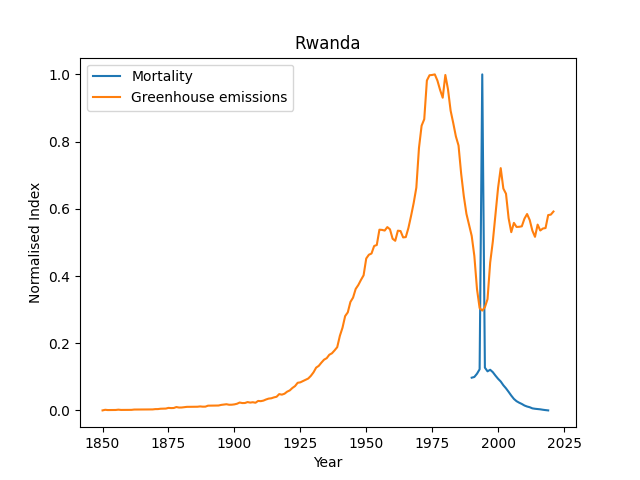 Rwanda
Mortality
Greenhouse emissions
1.0
0.8
0.6
0.4
0.2
0.0
Normalised Index
1850 1875 1900 1925 1950 1975 2000 2025
Year